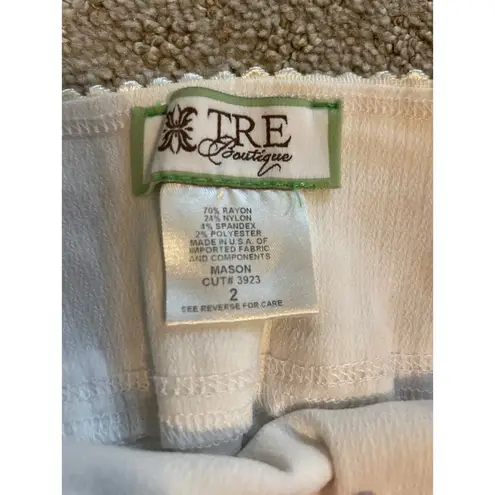 TRE
Boutique
70% RAYON
24% NYLON
4% SPANDEX
2% POLYESTER
MADE IN U.S.A. OF
IMPORTED FABRIC
AND COMPONENTS
MASON
CUT# 3923
2
SEE REVERSE FOR CARE